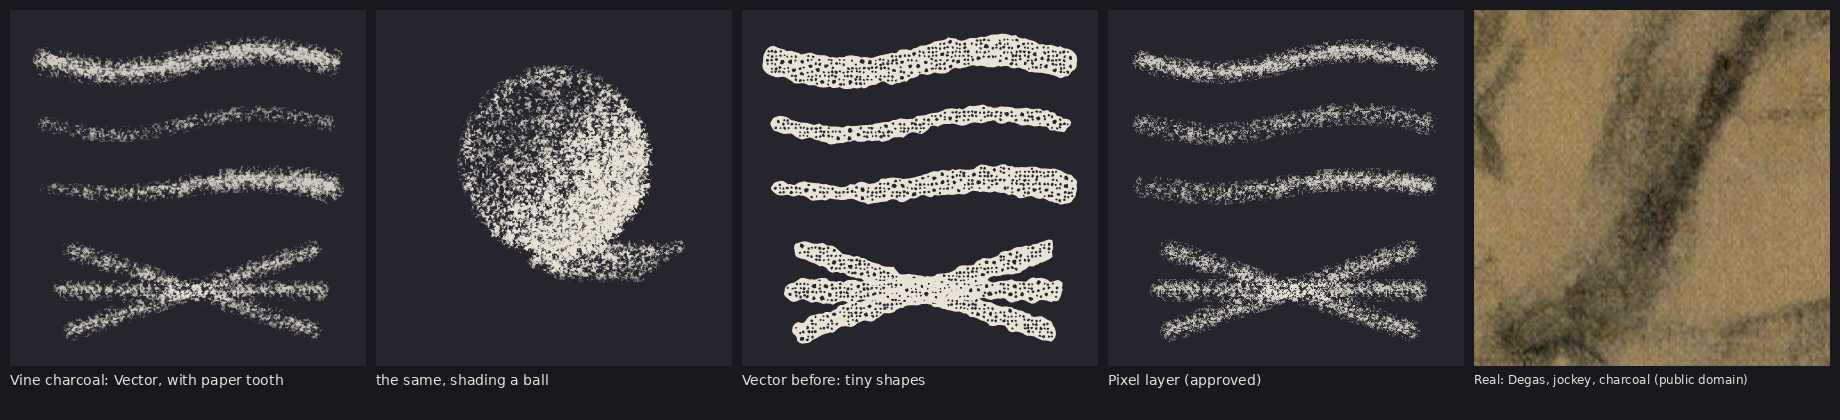 Vine charcoal: Vector, with paper tooth
the same, shading a ball
Vector before: tiny shapes
Pixel layer (approved)
Real: Degas, jockey, charcoal (public domain)